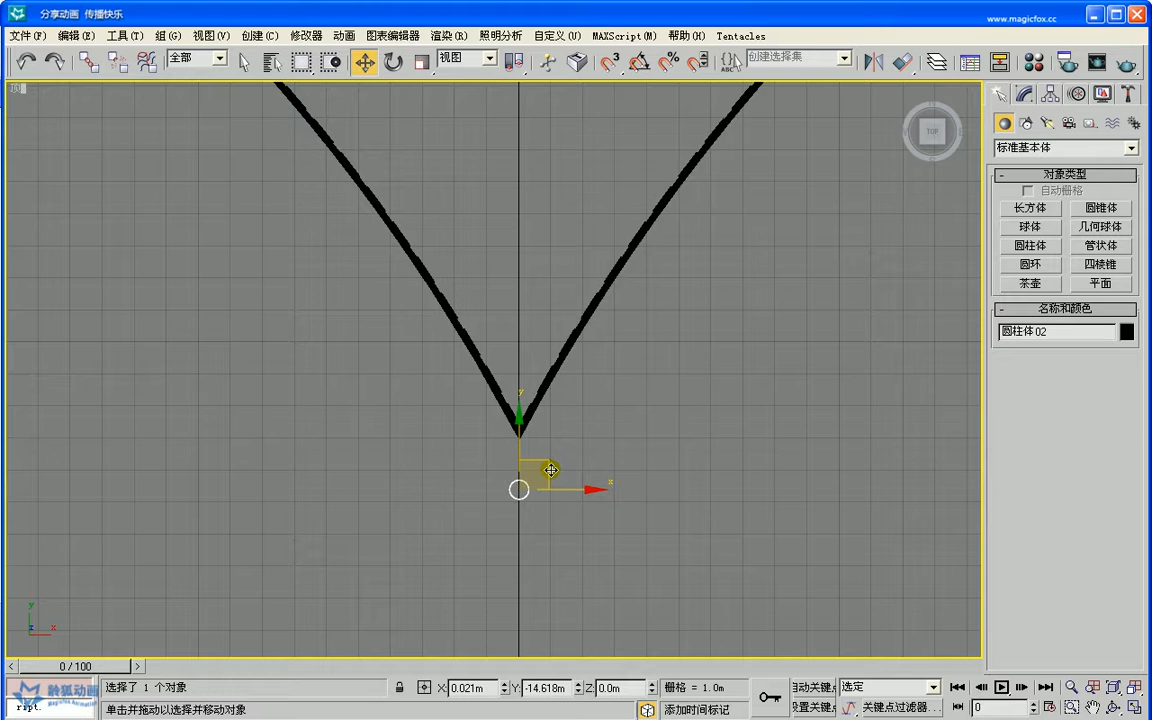 分享动画 传播快乐
www.magicfox.cc
文件(F) 编辑(E) 工具(T) 组(G) 视图(V) 创建(C) 修改器 动画 图表编辑器 渲染(R) 照明分析 自定义(U) MAXScript(M) 帮助(H) Tentacles
全部 视图 3 创建选择集
TOP
标准基本体
- 对象类型
自动栅格
长方体 圆锥体
球体 几何球体
圆柱体 管状体
圆环 四棱锥
茶壶 平面
- 名称和颜色
圆柱体02
y
x
y
z x
0 / 100
龄狐动画
Magicfox Animation
选择了 1 个对象 X: 0.021m Y: -14.618m Z: 0.0m 栅格 = 1.0m 自动关键点 选定
单击并拖动以选择并移动对象 添加时间标记 设置关键点 关键点过滤器... 0